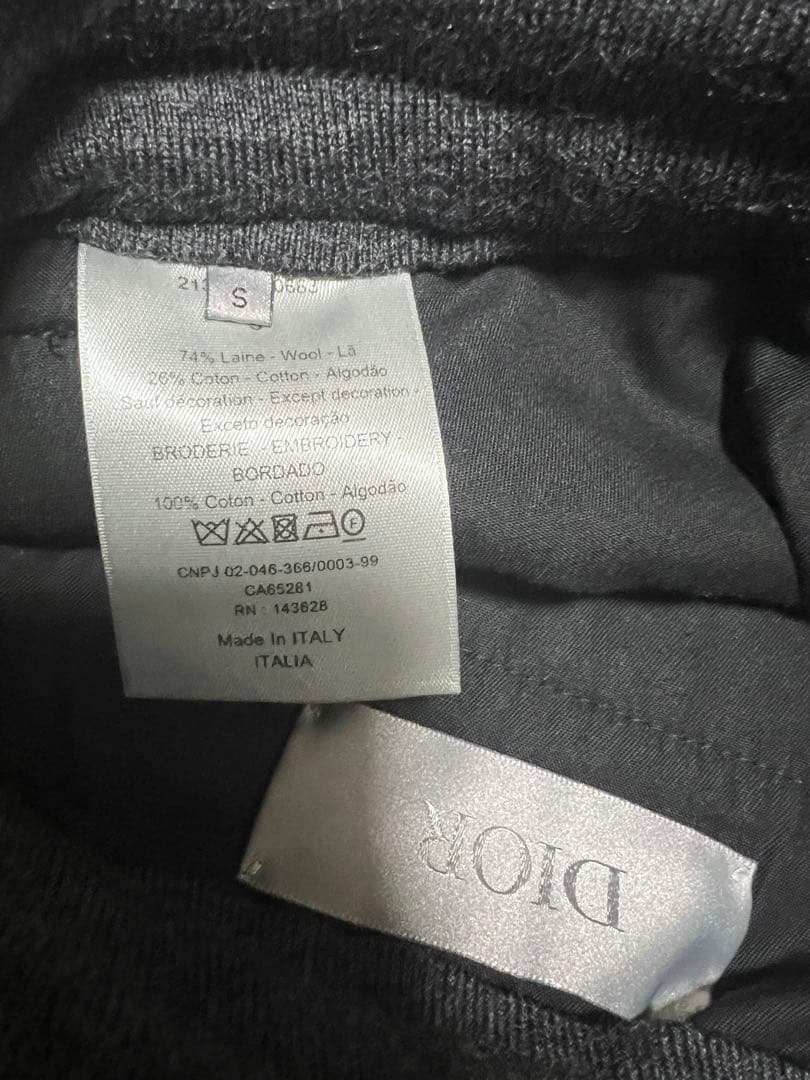 S
74% Laine - Wool - Lã
26% Coton - Cotton - Algodão
Sauf décoration - Except decoration -
Exceto decoração
BRODERIE - EMBROIDERY -
BORDADO
100% Coton - Cotton - Algodão
F
CNPJ 02-046-366/0003-99
CA65281
RN : 143628
Made In ITALY
ITALIA
DIOR